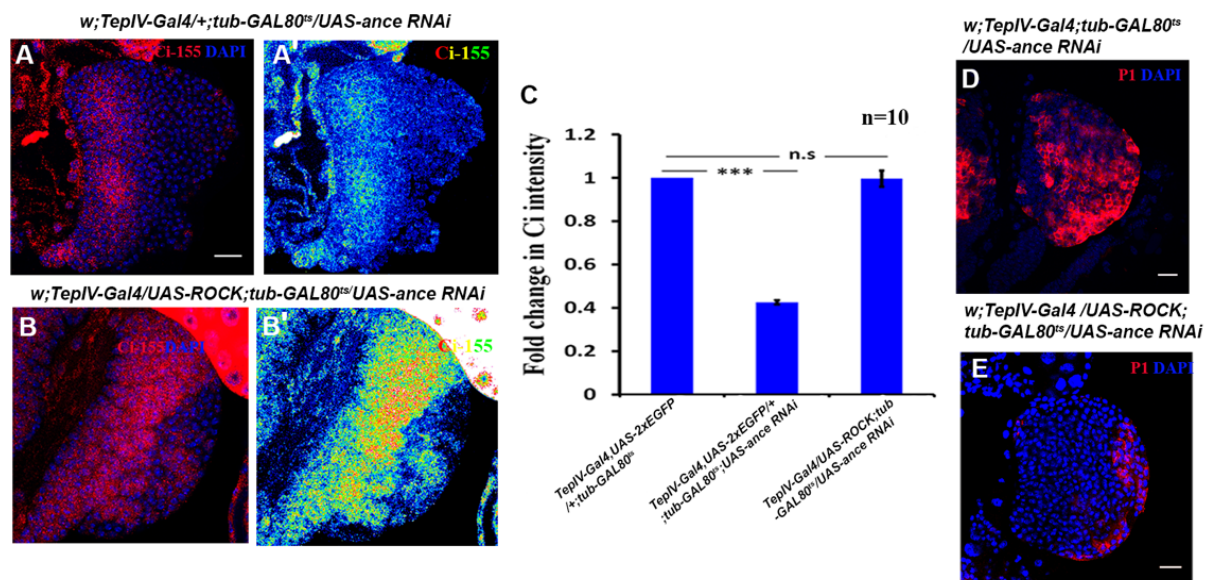 w;TepIV-Gal4/+;tub-GAL80ts/UAS-ance RNAi
A
Ci-155 DAPI
A'
Ci-155
w;TepIV-Gal4/UAS-ROCK;tub-GAL80ts/UAS-ance RNAi
B
Ci-155DAPI
B'
Ci-155
C
n=10
Fold change in Ci intensity
1.2
1
0.8
0.6
0.4
0.2
0
n.s
***
TepIV-Gal4,UAS-2xEGFP
/+;tub-GAL80ts
TepIV-Gal4,UAS-2xEGFP/+
;tub-GAL80ts;UAS-ance RNAi
TepIV-Gal4/UAS-ROCK;tub
-GAL80ts/UAS-ance RNAi
w;TepIV-Gal4;tub-GAL80ts
/UAS-ance RNAi
D
P1 DAPI
w;TepIV-Gal4 /UAS-ROCK;
tub-GAL80ts/UAS-ance RNAi
E
P1 DAPI